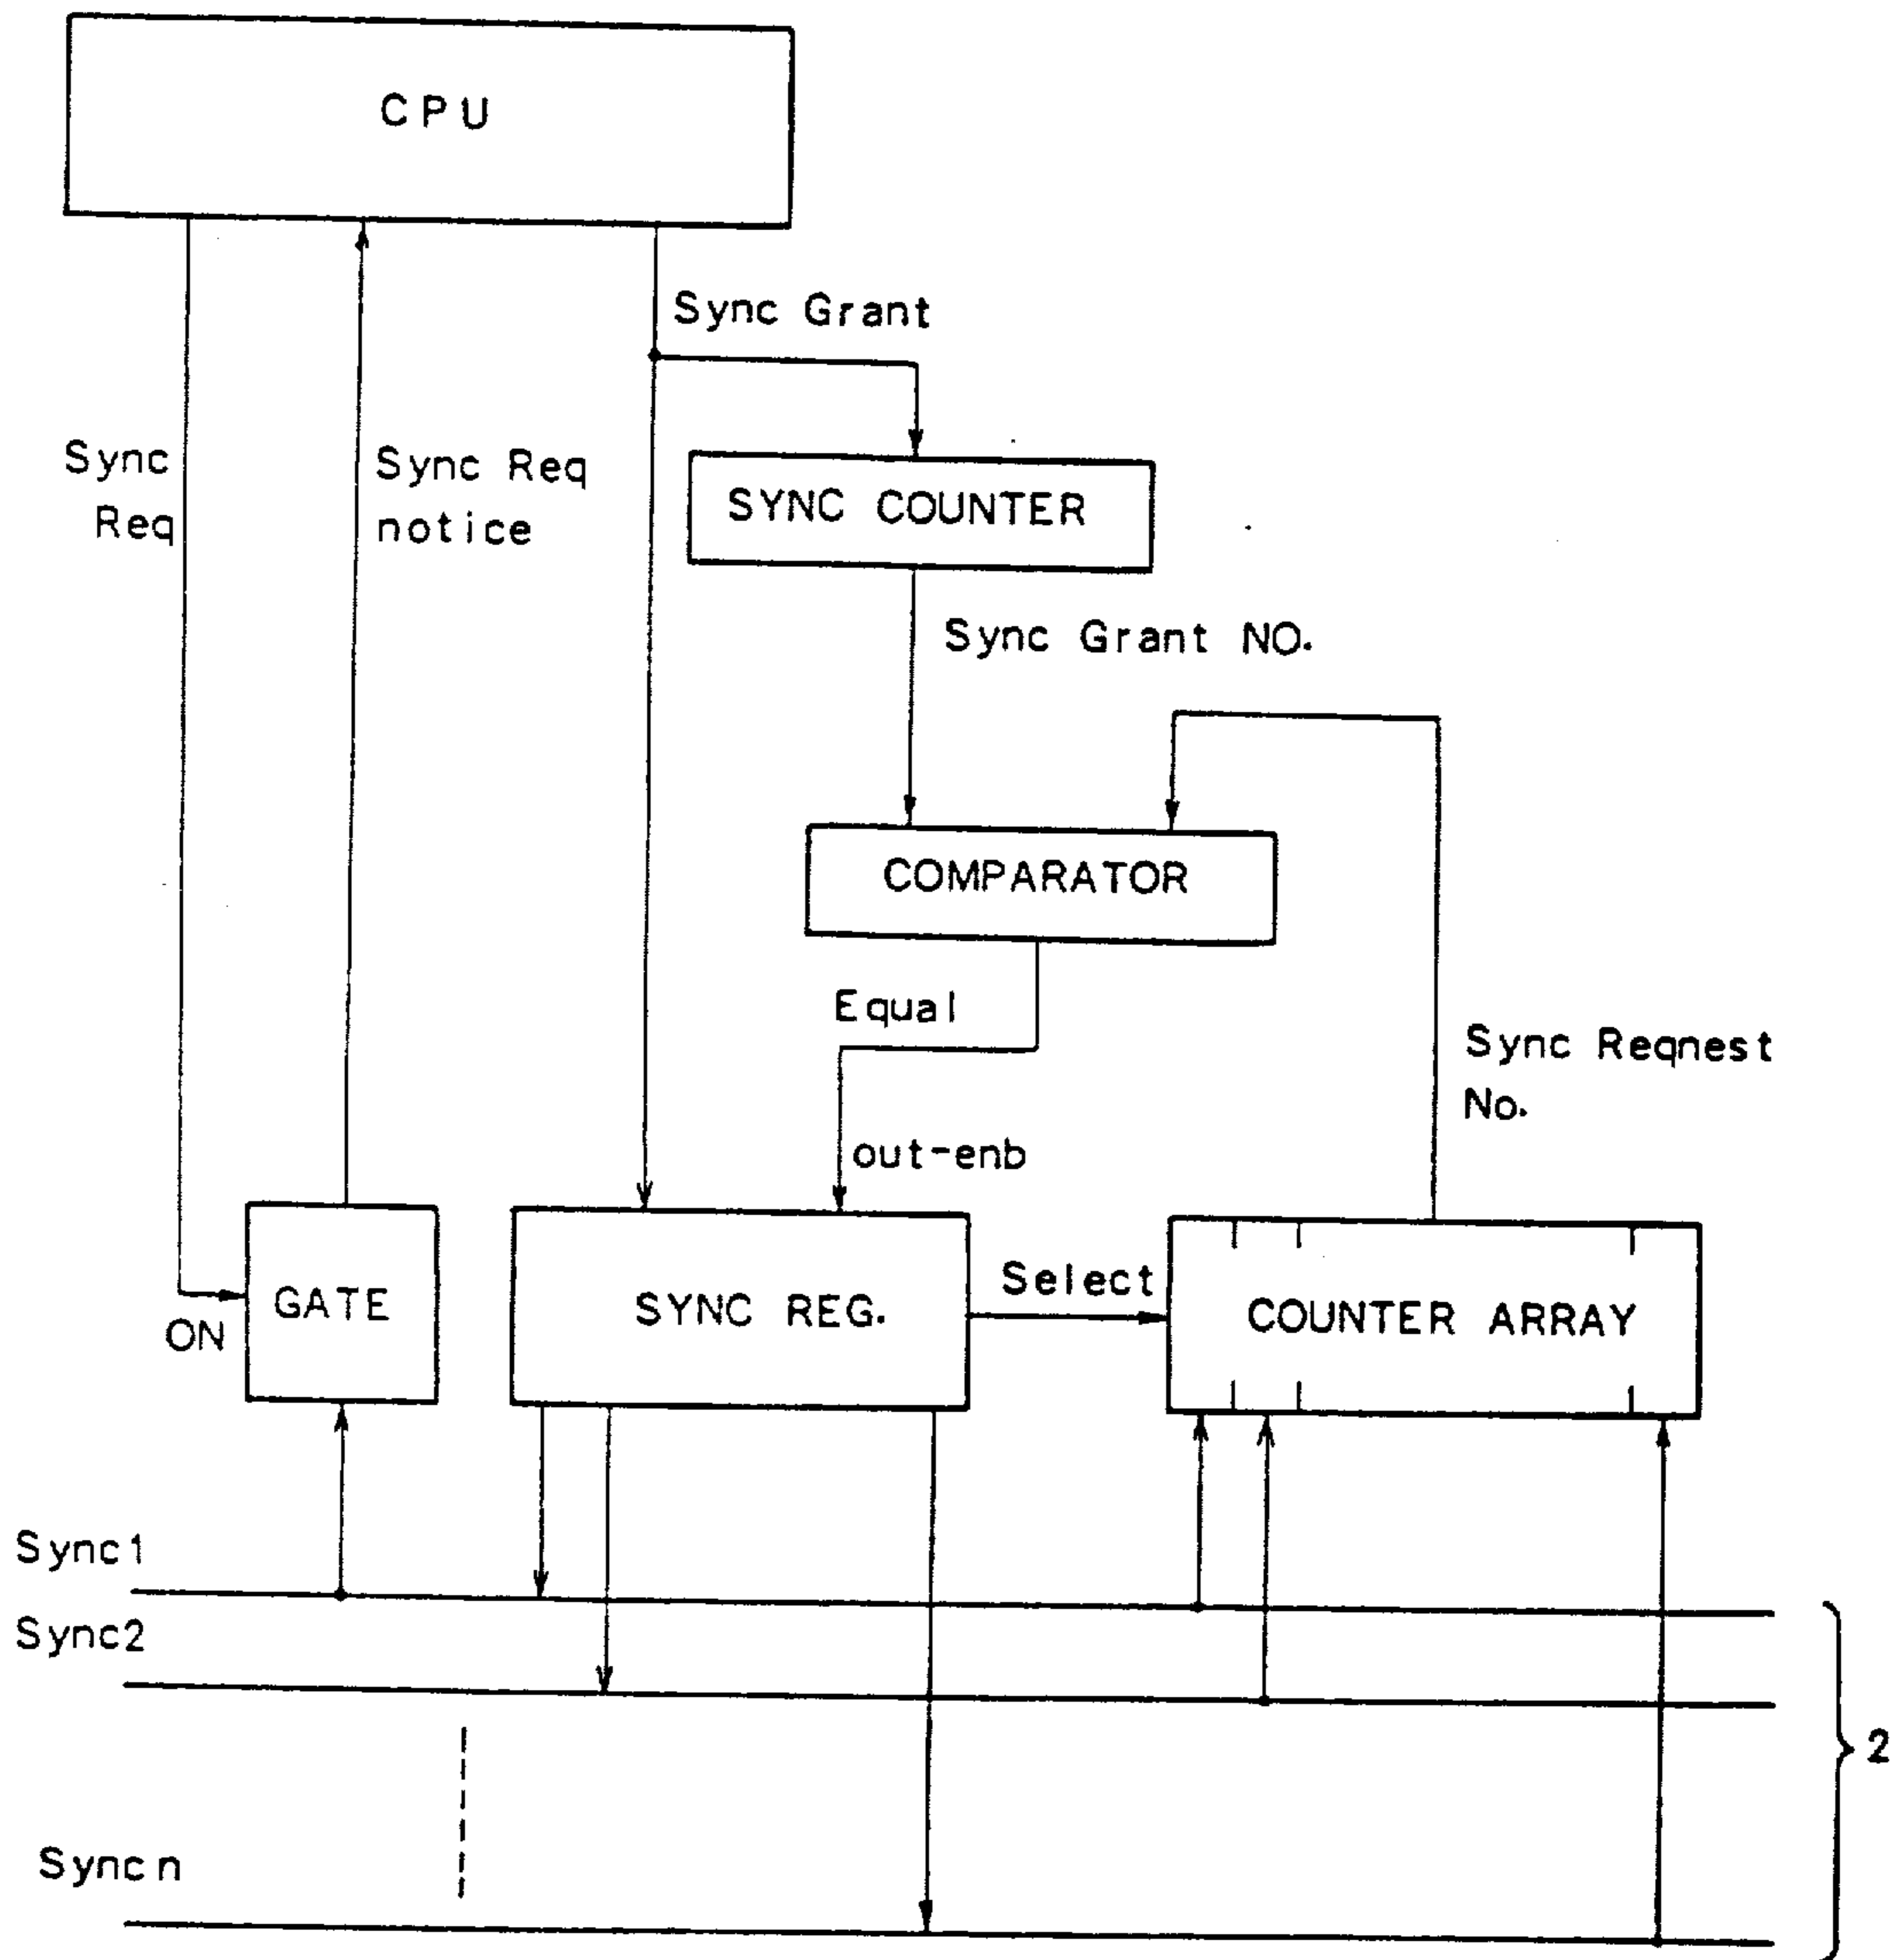 CPU
Sync Grant
Sync
Req
Sync Req
notice
SYNC COUNTER
Sync Grant NO.
COMPARATOR
Equal
Sync Reqnest
No.
out-enb
GATE
ON
SYNC REG.
Select
COUNTER ARRAY
Sync1
Sync2
2
Syncn